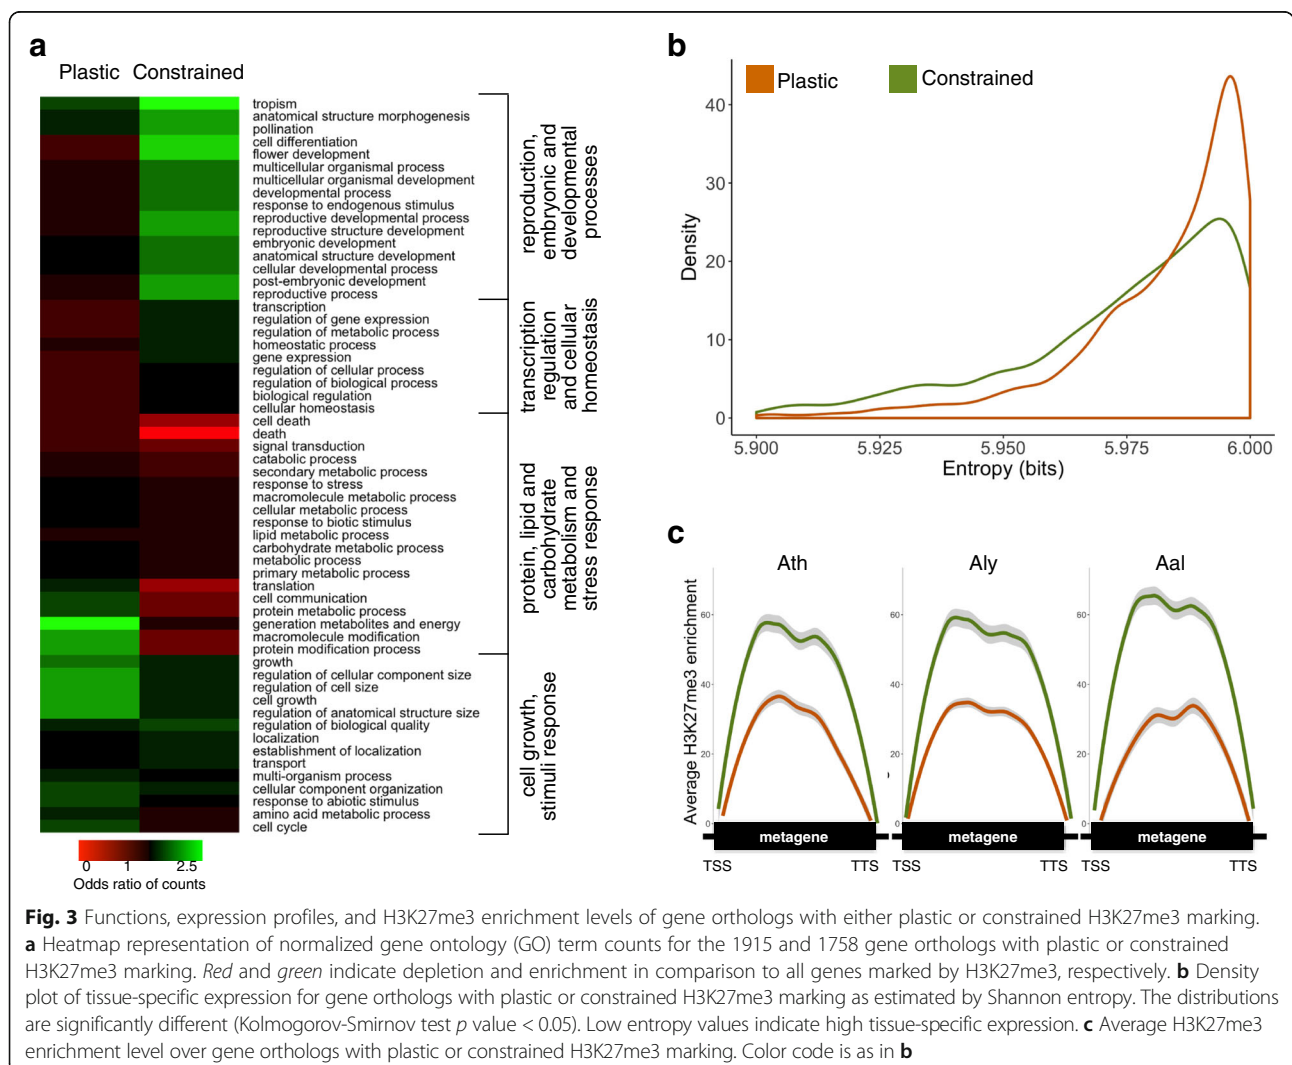 a
Plastic Constrained
tropism
anatomical structure morphogenesis
pollination
cell differentiation
flower development
multicellular organismal process
multicellular organismal development
developmental process
response to endogenous stimulus
reproductive developmental process
reproductive structure development
embryonic development
anatomical structure development
cellular developmental process
post-embryonic development
reproductive process
transcription
regulation of gene expression
regulation of metabolic process
homeostatic process
gene expression
regulation of cellular process
regulation of biological process
biological regulation
cellular homeostasis
cell death
death
signal transduction
catabolic process
secondary metabolic process
response to stress
macromolecule metabolic process
cellular metabolic process
response to biotic stimulus
lipid metabolic process
carbohydrate metabolic process
metabolic process
primary metabolic process
translation
cell communication
protein metabolic process
generation metabolites and energy
macromolecule modification
protein modification process
growth
regulation of cellular component size
regulation of cell size
cell growth
regulation of anatomical structure size
regulation of biological quality
localization
establishment of localization
transport
multi-organism process
cellular component organization
response to abiotic stimulus
amino acid metabolic process
cell cycle
reproduction,
embryonic and
developmental
processes
transcription
regulation
and cellular
homeostasis
protein, lipid and
carbohydrate
metabolism and
stress response
cell growth,
stimuli response
0 1 2.5
Odds ratio of counts
b
Plastic Constrained
Density
40
30
20
10
0
5.900 5.925 5.950 5.975 6.000
Entropy (bits)
c
Ath Aly Aal
Average H3K27me3 enrichment
60
40
20
0
60
40
20
0
60
40
20
0
metagene metagene metagene
TSS TTS TSS TTS TSS TTS
Fig. 3 Functions, expression profiles, and H3K27me3 enrichment levels of gene orthologs with either plastic or constrained H3K27me3 marking.
a Heatmap representation of normalized gene ontology (GO) term counts for the 1915 and 1758 gene orthologs with plastic or constrained
H3K27me3 marking. Red and green indicate depletion and enrichment in comparison to all genes marked by H3K27me3, respectively. b Density
plot of tissue-specific expression for gene orthologs with plastic or constrained H3K27me3 marking as estimated by Shannon entropy. The distributions
are significantly different (Kolmogorov-Smirnov test p value < 0.05). Low entropy values indicate high tissue-specific expression. c Average H3K27me3
enrichment level over gene orthologs with plastic or constrained H3K27me3 marking. Color code is as in b